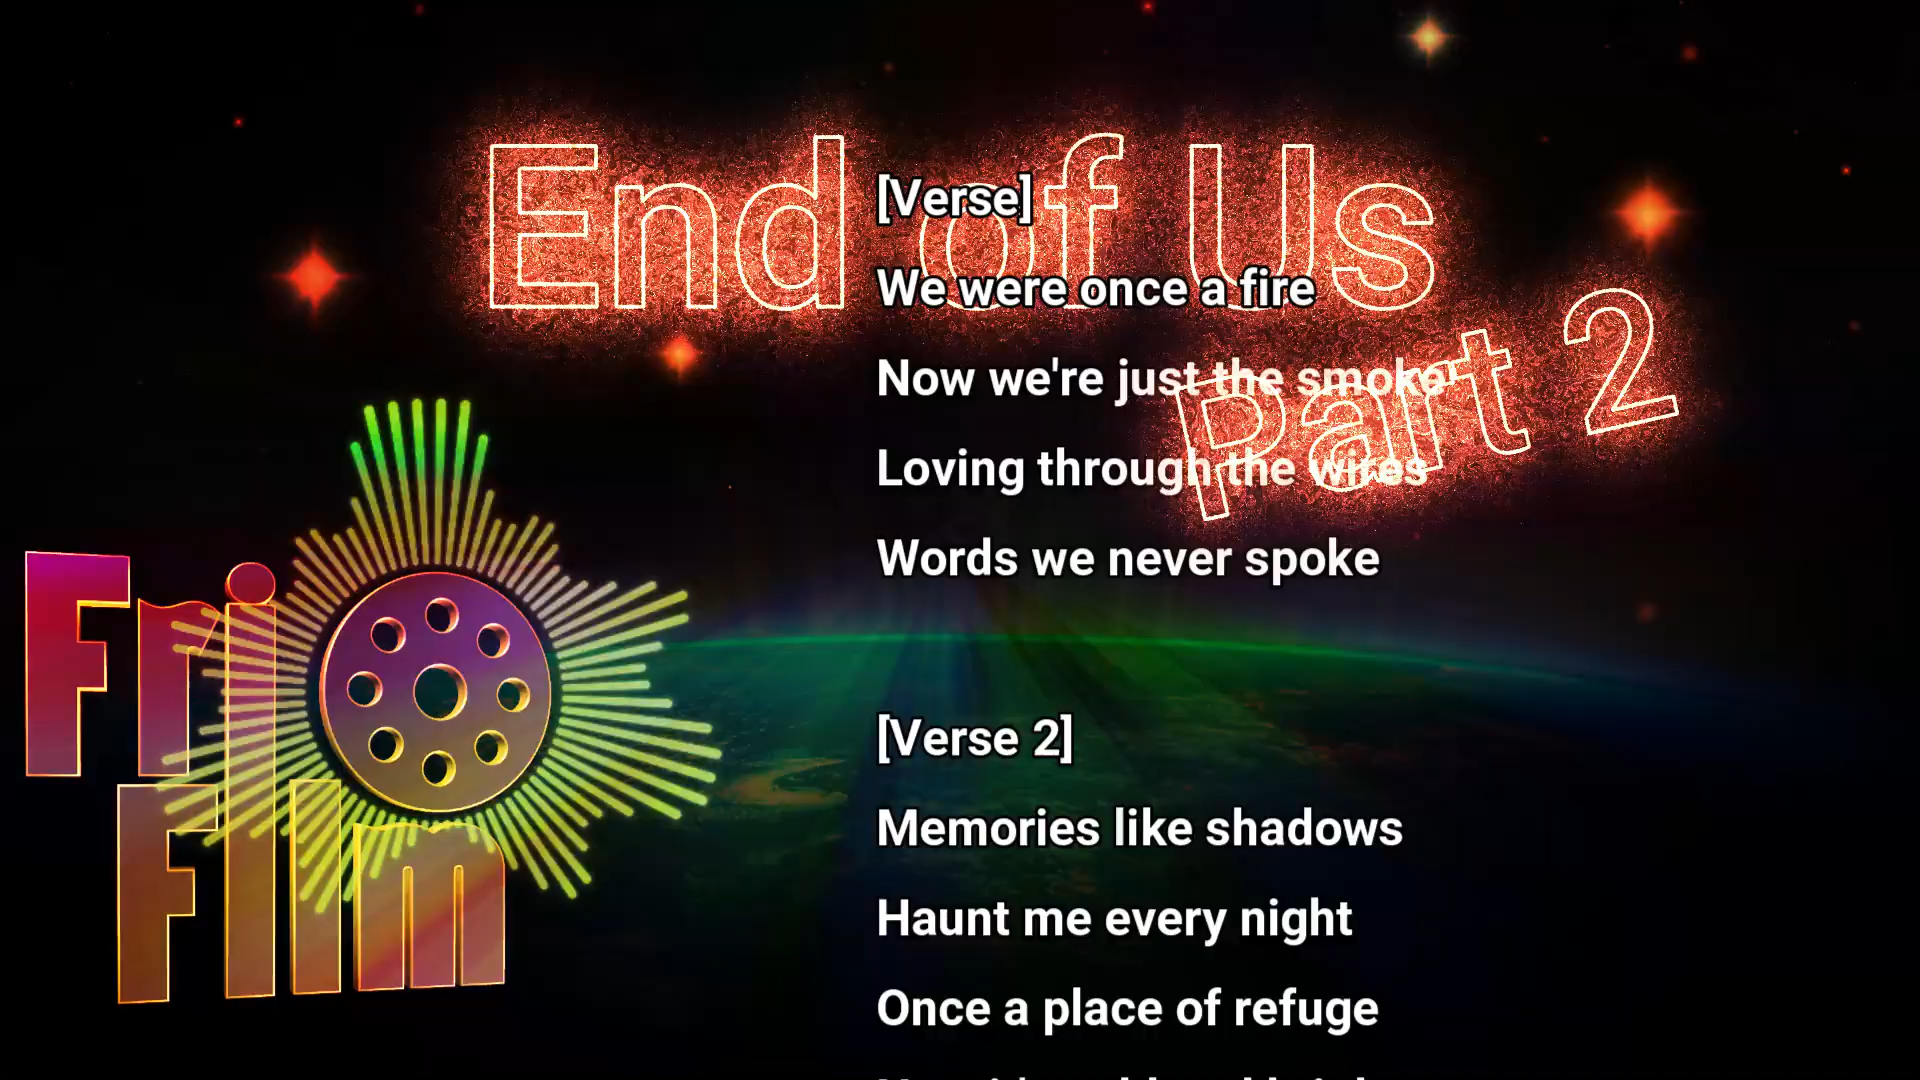 End of Us
Part 2
[Verse]
We were once a fire
Now we're just the smoke
Loving through the wires
Words we never spoke
[Verse 2]
Memories like shadows
Haunt me every night
Once a place of refuge
Fri
Film